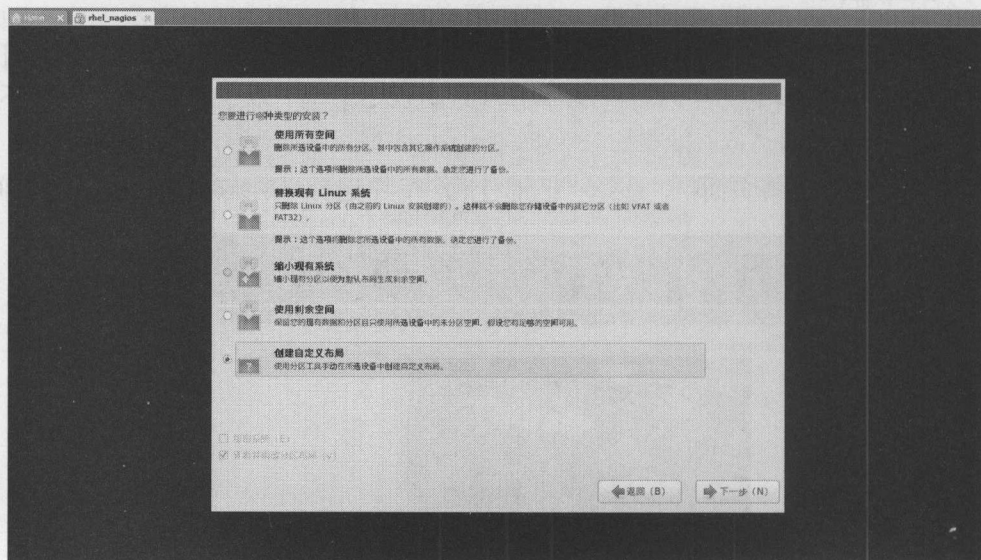 Home
rhel_nagios
您要进行哪种类型的安装？
使用所有空间
删除所选设备中的所有分区，其中包含其它操作系统创建的分区。
提示：这个选项将删除所选设备中的所有数据。确定您进行了备份。
替换现有 Linux 系统
只删除 Linux 分区（由之前的 Linux 安装创建的）。这样就不会删除您存储设备中的其它分区（比如 VFAT 或者
FAT32）。
提示：这个选项将删除您所选设备中的所有数据。确定您进行了备份。
缩小现有系统
缩小现有分区以便为默认布局生成剩余空间。
使用剩余空间
保留您的现有数据和分区且只使用所选设备中的未分区空间，假设您有足够的空间可用。
创建自定义布局
使用分区工具手动在所选设备中创建自定义布局。
返回（B）
下一步（N）